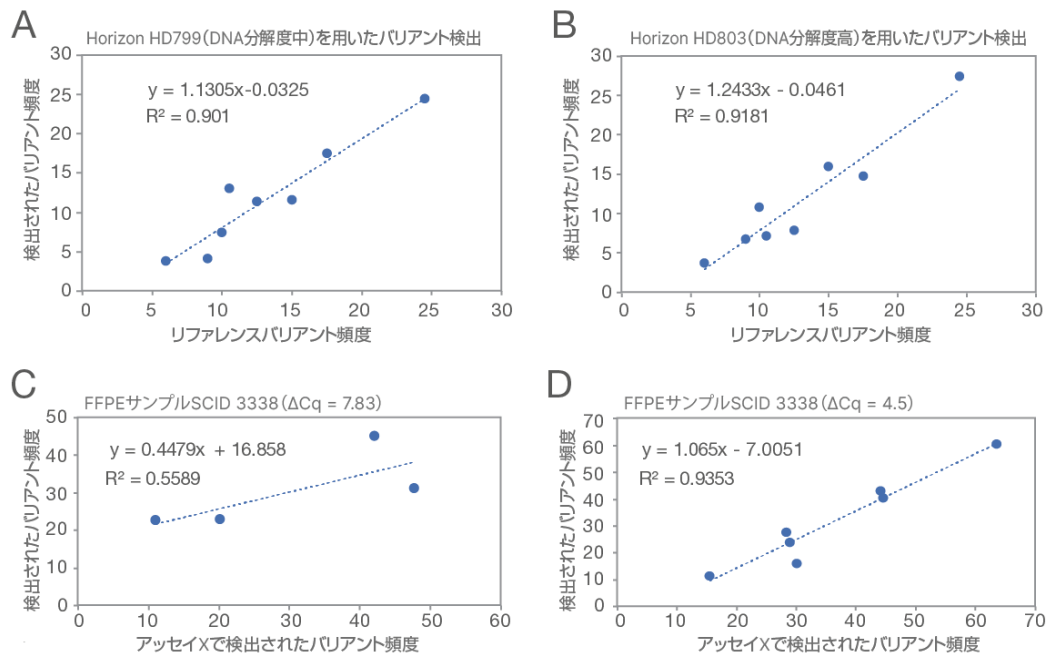 A
Horizon HD799（DNA分解度中）を用いたバリアント検出
検出されたバリアント頻度
30
25
20
15
10
5
0
y = 1.1305x-0.0325
R² = 0.901
0 5 10 15 20 25 30
リファレンスバリアント頻度
B
Horizon HD803（DNA分解度高）を用いたバリアント検出
検出されたバリアント頻度
30
25
20
15
10
5
0
y = 1.2433x - 0.0461
R² = 0.9181
0 5 10 15 20 25 30
リファレンスバリアント頻度
C
FFPEサンプルSCID 3338（ΔCq = 7.83）
検出されたバリアント頻度
50
40
30
20
10
0
y = 0.4479x + 16.858
R² = 0.5589
0 10 20 30 40 50 60
アッセイXで検出されたバリアント頻度
D
FFPEサンプルSCID 3338（ΔCq = 4.5）
検出されたバリアント頻度
70
60
50
40
30
20
10
0
y = 1.065x - 7.0051
R² = 0.9353
0 10 20 30 40 50 60 70
アッセイXで検出されたバリアント頻度